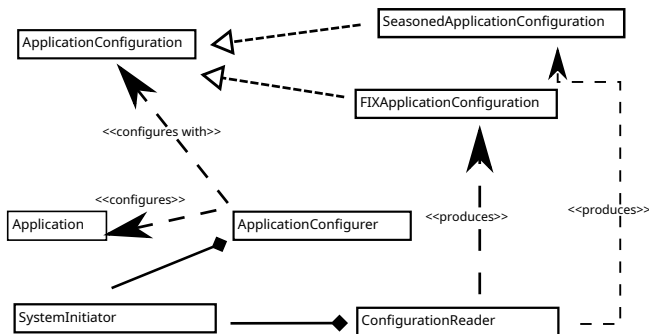 SeasonedApplicationConfiguration
ApplicationConfiguration
FIXApplicationConfiguration
<<configures with>>
<<configures>>
<<produces>>
<<produces>>
Application
ApplicationConfigurer
SystemInitiator
ConfigurationReader